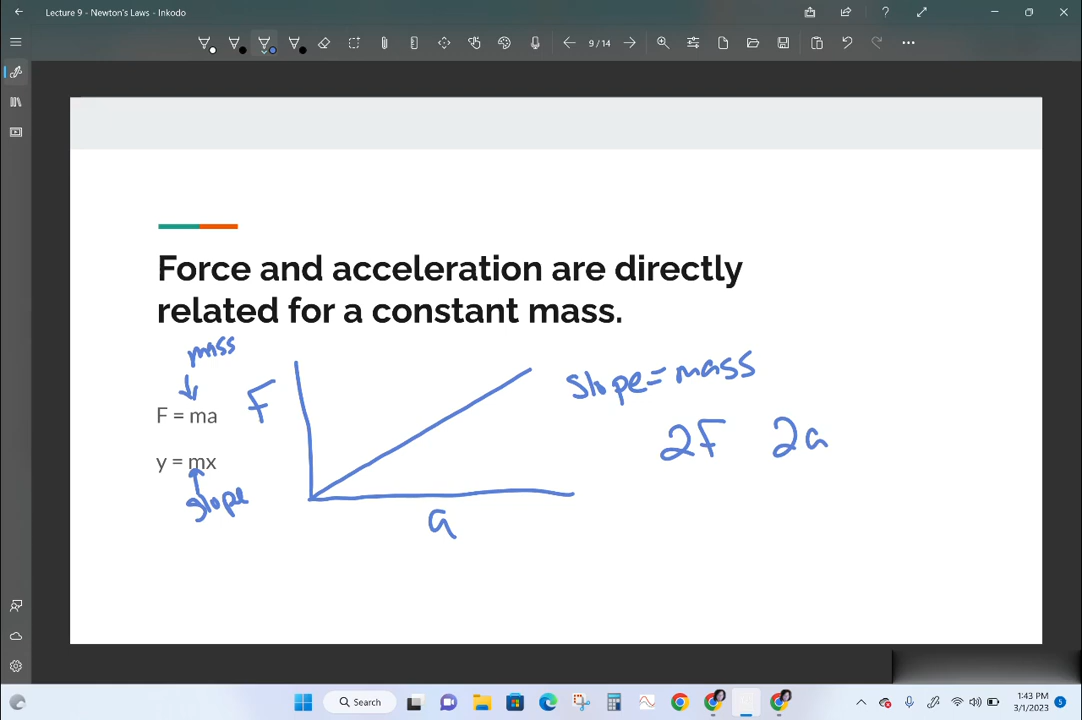 Lecture 9 - Newton's Laws - Inkodo
9 / 14
Force and acceleration are directly
related for a constant mass.
mass
F = ma
y = mx
slope
F
a
slope = mass
2F 2a
Search
1:43 PM
3/1/2023
5